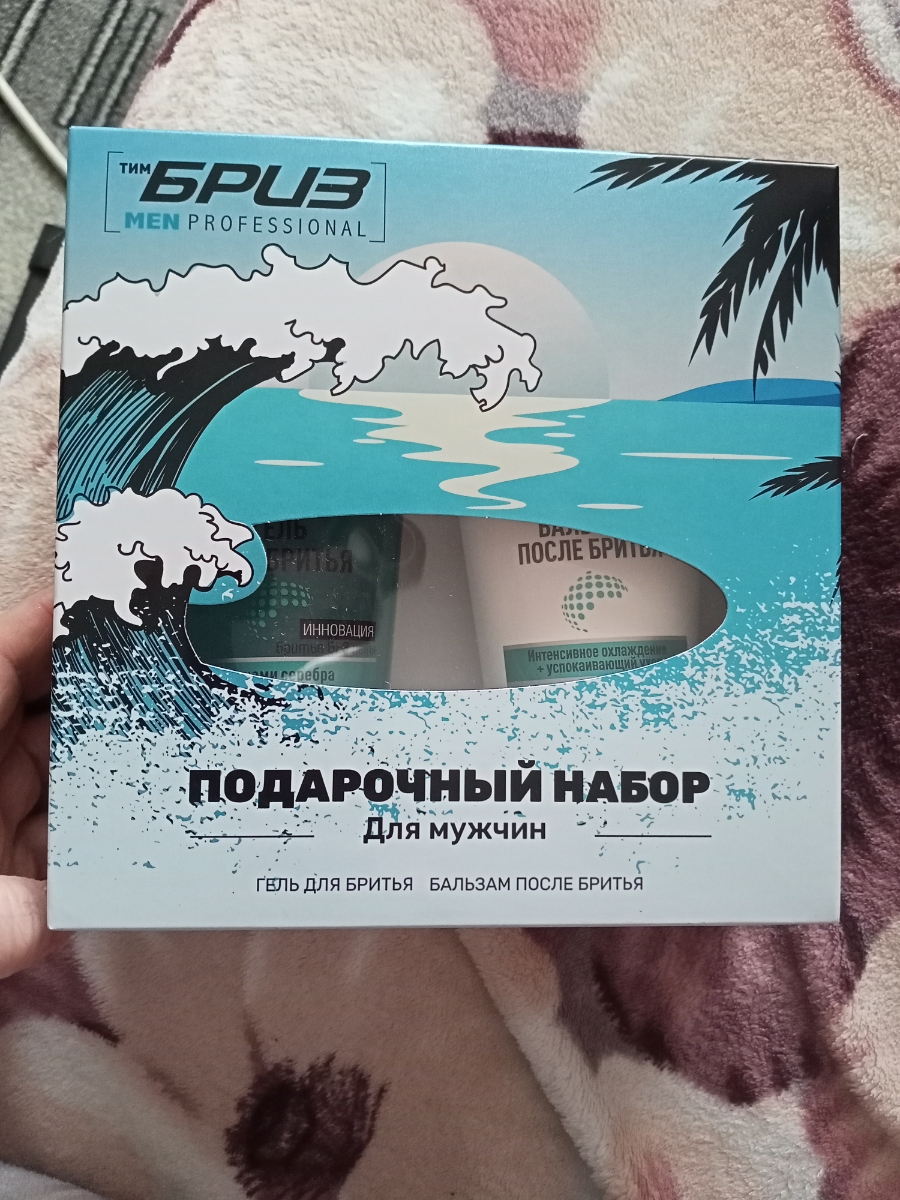 ТИМ БРИЗ
MEN PROFESSIONAL
ПОСЛЕ БРИТЬЯ
ИННОВАЦИЯ
серебра
Интенсивное охлаждение
+ успокаивающий
ПОДАРОЧНЫЙ НАБОР
Для мужчин
ГЕЛЬ ДЛЯ БРИТЬЯ БАЛЬЗАМ ПОСЛЕ БРИТЬЯ